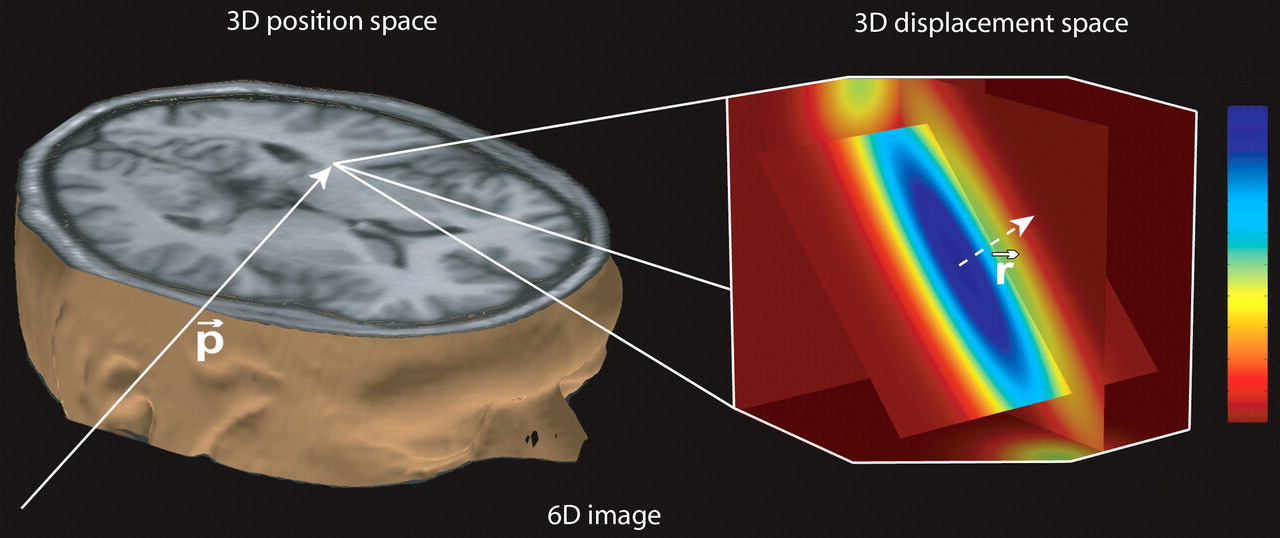 3D position space
3D displacement space
r
p
6D image